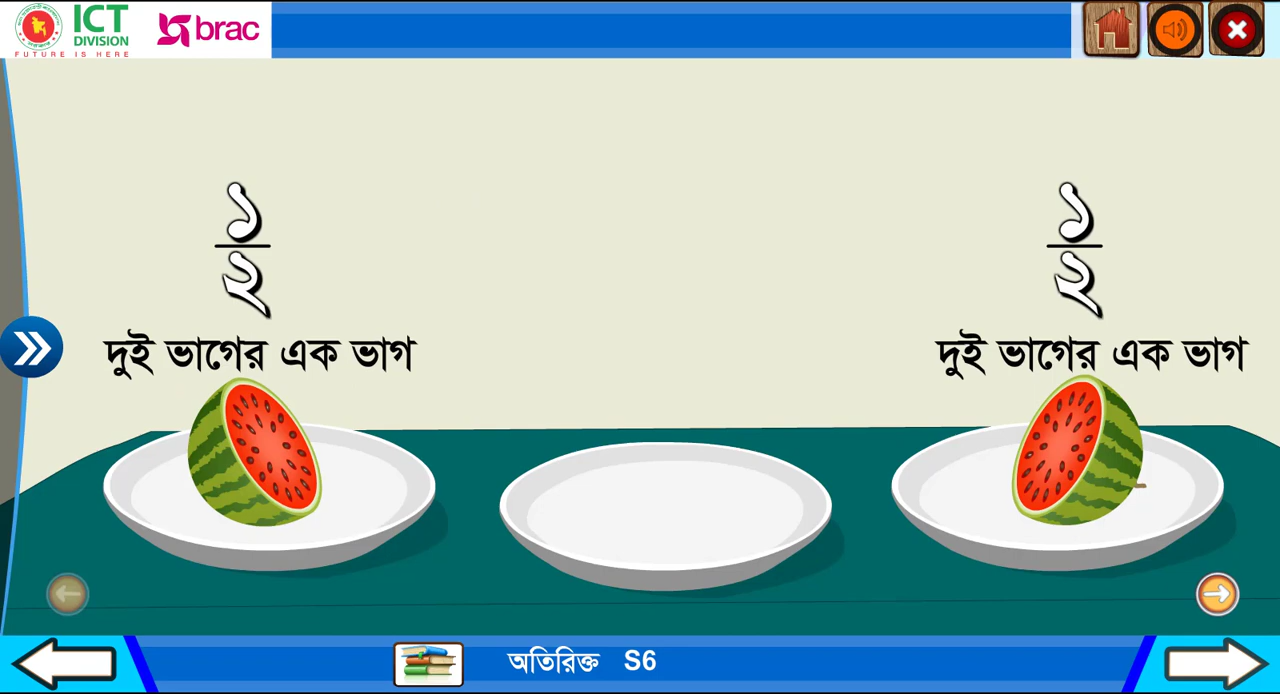 ICT
DIVISION
FUTURE IS HERE
brac
১
২
দুই ভাগের এক ভাগ
১
২
দুই ভাগের এক ভাগ
অতিরিক্ত S6